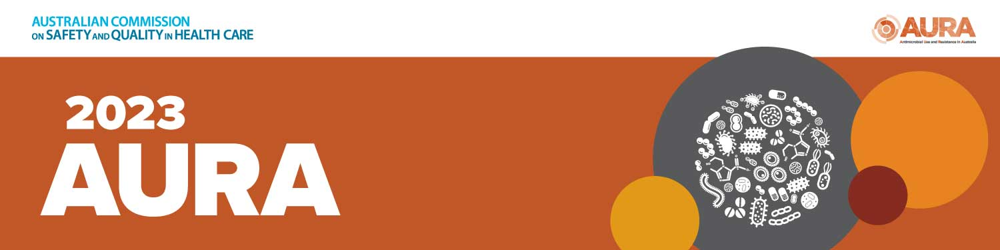 AUSTRALIAN COMMISSION
ON SAFETY AND QUALITY IN HEALTH CARE
AURA
Antimicrobial Use and Resistance in Australia
2023
AURA